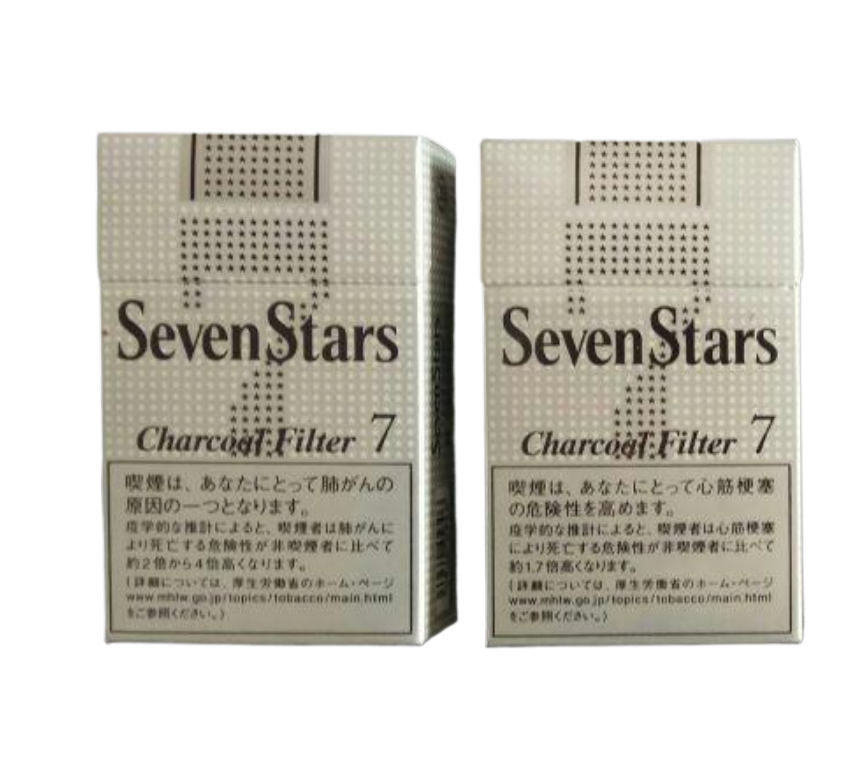 Seven Stars
Charcoal Filter 7
喫煙は、あなたにとって肺がんの
原因の一つとなります。
疫学的な推計によると、喫煙者は肺がんに
より死亡する危険性が非喫煙者に比べて
約2倍から4倍高くなります。
(詳細については、厚生労働省のホーム・ページ
www.mhlw.go.jp/topics/tobacco/main.html
をご参照ください。)
Seven Stars
Charcoal Filter 7
喫煙は、あなたにとって心筋梗塞
の危険性を高めます。
疫学的な推計によると、喫煙者は心筋梗塞
により死亡する危険性が非喫煙者に比べて
約1.7倍高くなります。
(詳細については、厚生労働省のホーム・ページ
www.mhlw.go.jp/topics/tobacco/main.html
をご参照ください。)